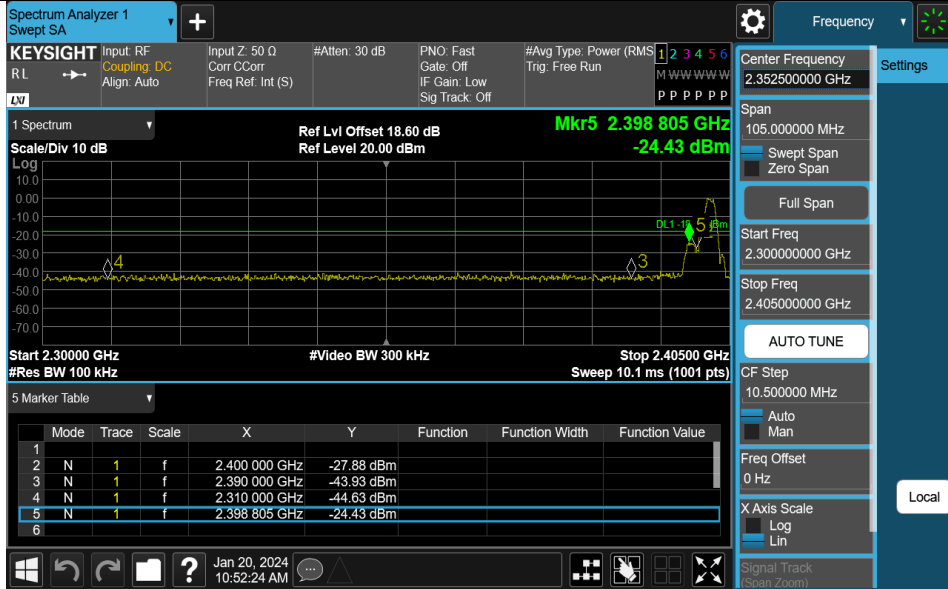 Spectrum Analyzer 1
Swept SA
+
Frequency
KEYSIGHT
R L
LXI
Input: RF
Coupling: DC
Align: Auto
Input Z: 50 Ω
Corr CCorr
Freq Ref: Int (S)
#Atten: 30 dB
PNO: Fast
Gate: Off
IF Gain: Low
Sig Track: Off
#Avg Type: Power (RMS
Trig: Free Run
1 2 3 4 5 6
M W W W W W
P P P P P P
1 Spectrum
Scale/Div 10 dB
Ref Lvl Offset 18.60 dB
Ref Level 20.00 dBm
Mkr5 2.398 805 GHz
-24.43 dBm
Log
10.0
0.00
-10.0
-20.0
-30.0
-40.0
-50.0
-60.0
-70.0
DL1
5
4
3
Start 2.30000 GHz
#Res BW 100 kHz
#Video BW 300 kHz
Stop 2.40500 GHz
Sweep 10.1 ms (1001 pts)
5 Marker Table
Mode Trace Scale X Y Function Function Width Function Value
1
2 N 1 f 2.400 000 GHz -27.88 dBm
3 N 1 f 2.390 000 GHz -43.93 dBm
4 N 1 f 2.310 000 GHz -44.63 dBm
5 N 1 f 2.398 805 GHz -24.43 dBm
6
?
Jan 20, 2024
10:52:24 AM
Center Frequency
2.352500000 GHz
Span
105.000000 MHz
Swept Span
Zero Span
Full Span
Start Freq
2.300000000 GHz
Stop Freq
2.405000000 GHz
AUTO TUNE
CF Step
10.500000 MHz
Auto
Man
Freq Offset
0 Hz
X Axis Scale
Log
Lin
Signal Track
(Span Zoom)
Settings
Local